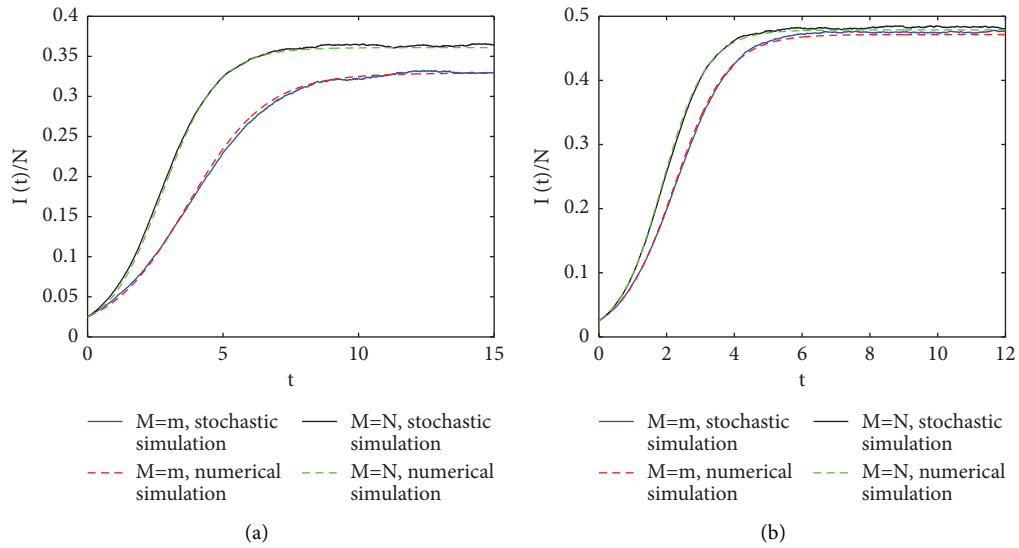 0.4
0.35
0.3
0.25
0.2
0.15
0.1
0.05
0
I (t)/N
0 5 10 15
t
M=m, stochastic simulation
M=m, numerical simulation
M=N, stochastic simulation
M=N, numerical simulation
(a)
0.5
0.4
0.3
0.2
0.1
0
I (t)/N
0 2 4 6 8 10 12
t
M=m, stochastic simulation
M=m, numerical simulation
M=N, stochastic simulation
M=N, numerical simulation
(b)